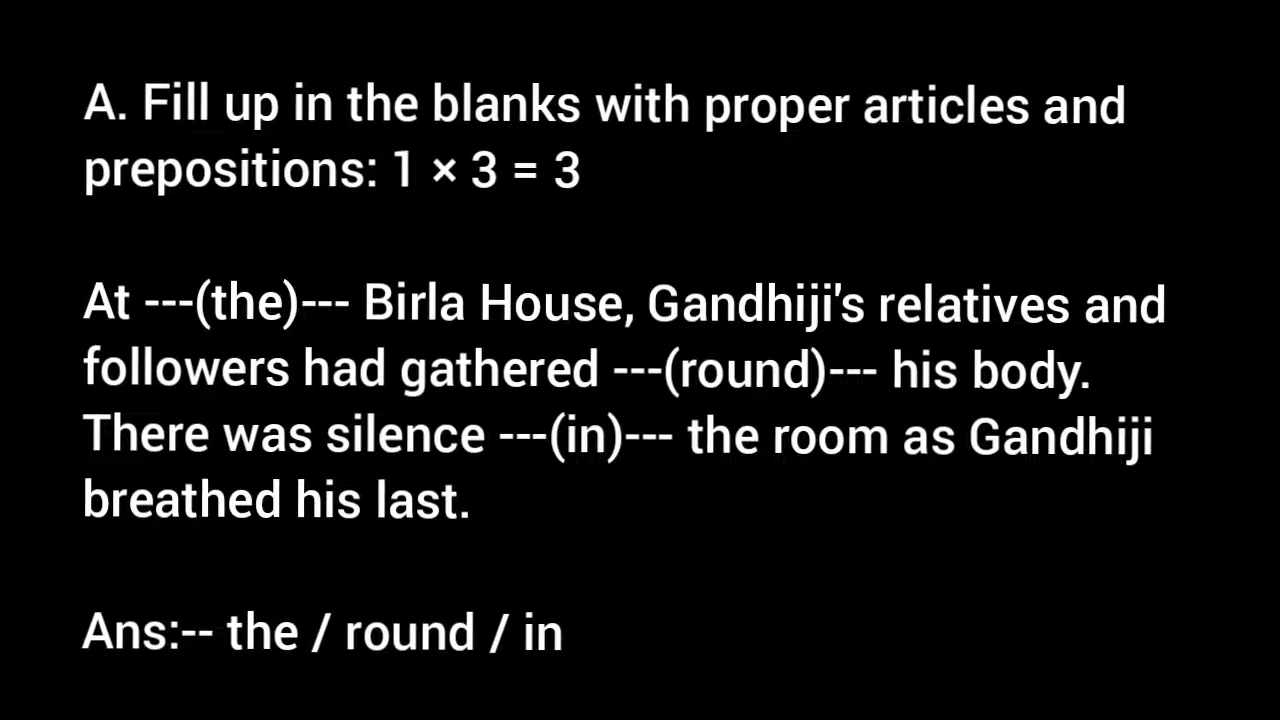 A. Fill up in the blanks with proper articles and
prepositions: 1 × 3 = 3
At ---(the)--- Birla House, Gandhiji's relatives and
followers had gathered ---(round)--- his body.
There was silence ---(in)--- the room as Gandhiji
breathed his last.
Ans:-- the / round / in